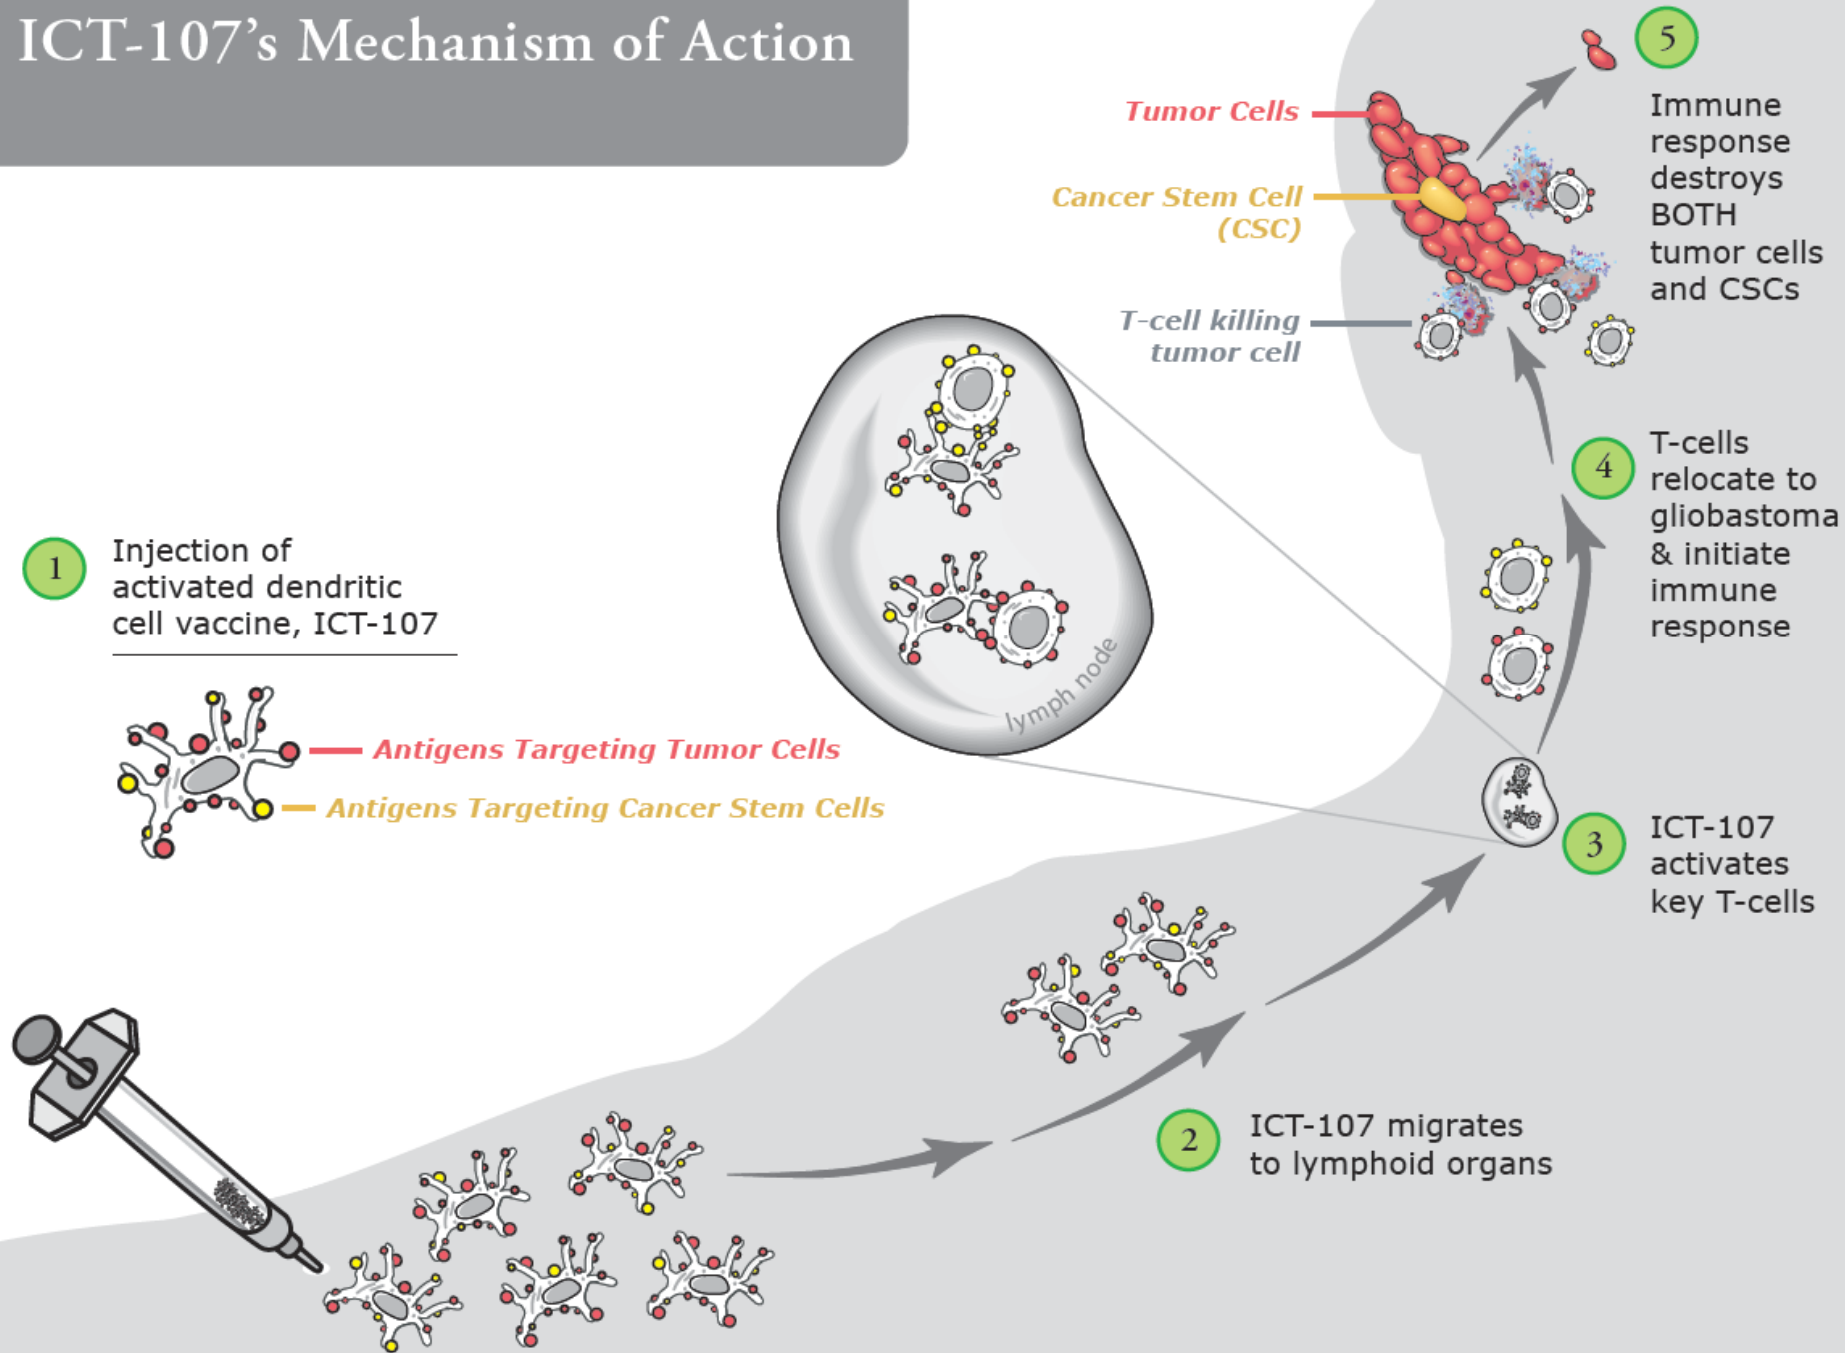 ICT-107's Mechanism of Action
1
Injection of
activated dendritic
cell vaccine, ICT-107
Antigens Targeting Tumor Cells
Antigens Targeting Cancer Stem Cells
2
ICT-107 migrates
to lymphoid organs
lymph node
3
ICT-107
activates
key T-cells
4
T-cells
relocate to
gliobastoma
& initiate
immune
response
Tumor Cells
Cancer Stem Cell
(CSC)
T-cell killing
tumor cell
5
Immune
response
destroys
BOTH
tumor cells
and CSCs